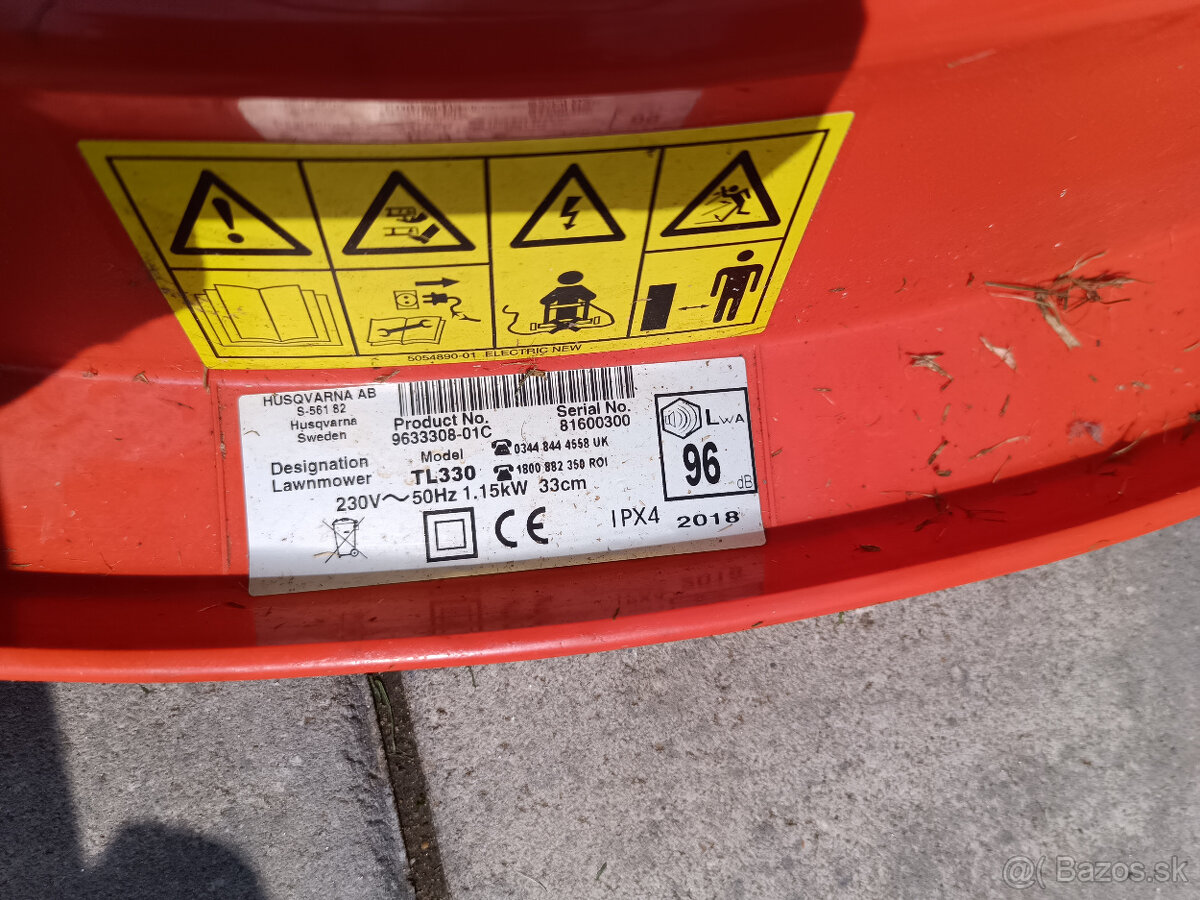 5054890-01 ELECTRIC NEW
HUSQVARNA AB
S-561 82
Husqvarna
Sweden
Product No.
9633308-01C
Serial No.
81600300
Designation
Lawnmower
Model
TL330
0344 844 4558 UK
1800 882 350 ROI
230V~50Hz 1.15KW 33cm
LWA
96
dB
CE
IPX4
2018
@( Bazos.sk